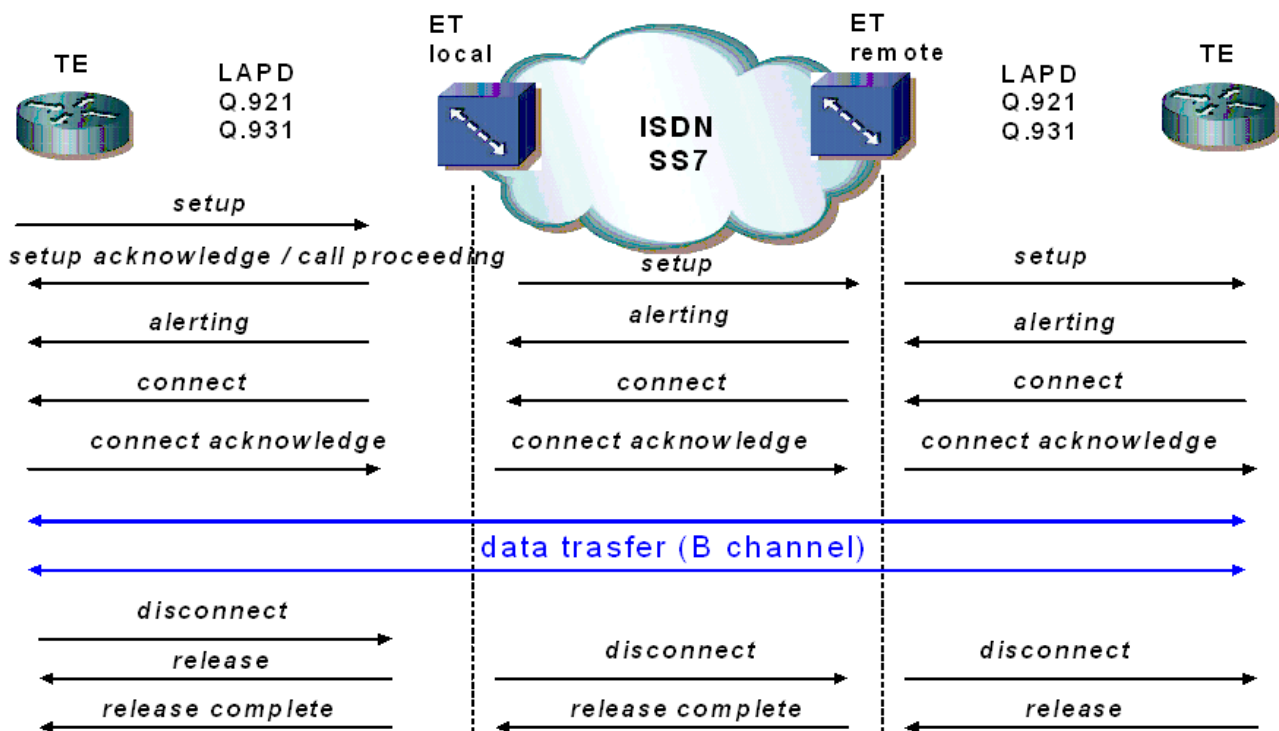 ET
local
ET
remote
TE
LAPD
Q.921
Q.931
ISDN
SS7
LAPD
Q.921
Q.931
TE
setup
setup acknowledge / call proceeding
setup
setup
alerting
alerting
alerting
connect
connect
connect
connect acknowledge
connect acknowledge
connect acknowledge
data trasfer (B channel)
disconnect
release
disconnect
disconnect
release complete
release complete
release